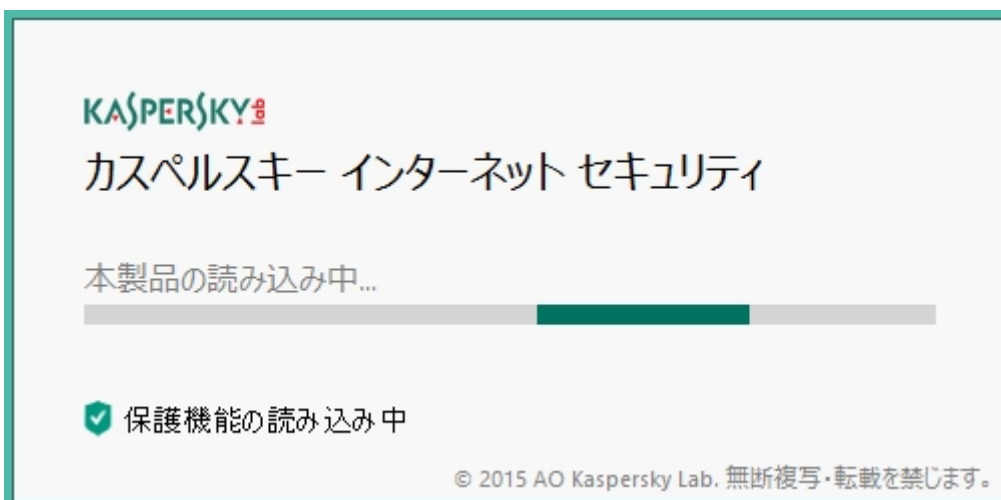 KASPERSKY lab
カスペルスキー インターネット セキュリティ
本製品の読み込み中...
保護機能の読み込み中
© 2015 AO Kaspersky Lab. 無断複写・転載を禁じます。